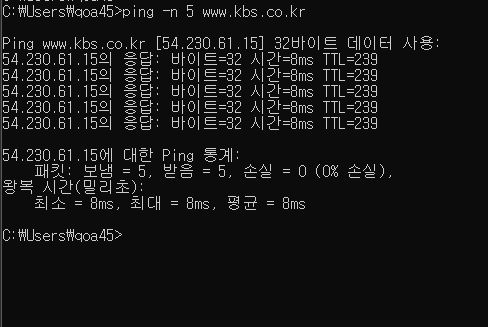 C:\Users\qoa45>ping -n 5 www.kbs.co.kr
Ping www.kbs.co.kr [54.230.61.15] 32바이트 데이터 사용:
54.230.61.15의 응답: 바이트=32 시간=8ms TTL=239
54.230.61.15의 응답: 바이트=32 시간=8ms TTL=239
54.230.61.15의 응답: 바이트=32 시간=8ms TTL=239
54.230.61.15의 응답: 바이트=32 시간=8ms TTL=239
54.230.61.15의 응답: 바이트=32 시간=8ms TTL=239
54.230.61.15에 대한 Ping 통계:
패킷: 보냄 = 5, 받음 = 5, 손실 = 0 (0% 손실),
왕복 시간(밀리초):
최소 = 8ms, 최대 = 8ms, 평균 = 8ms
C:\Users\qoa45>